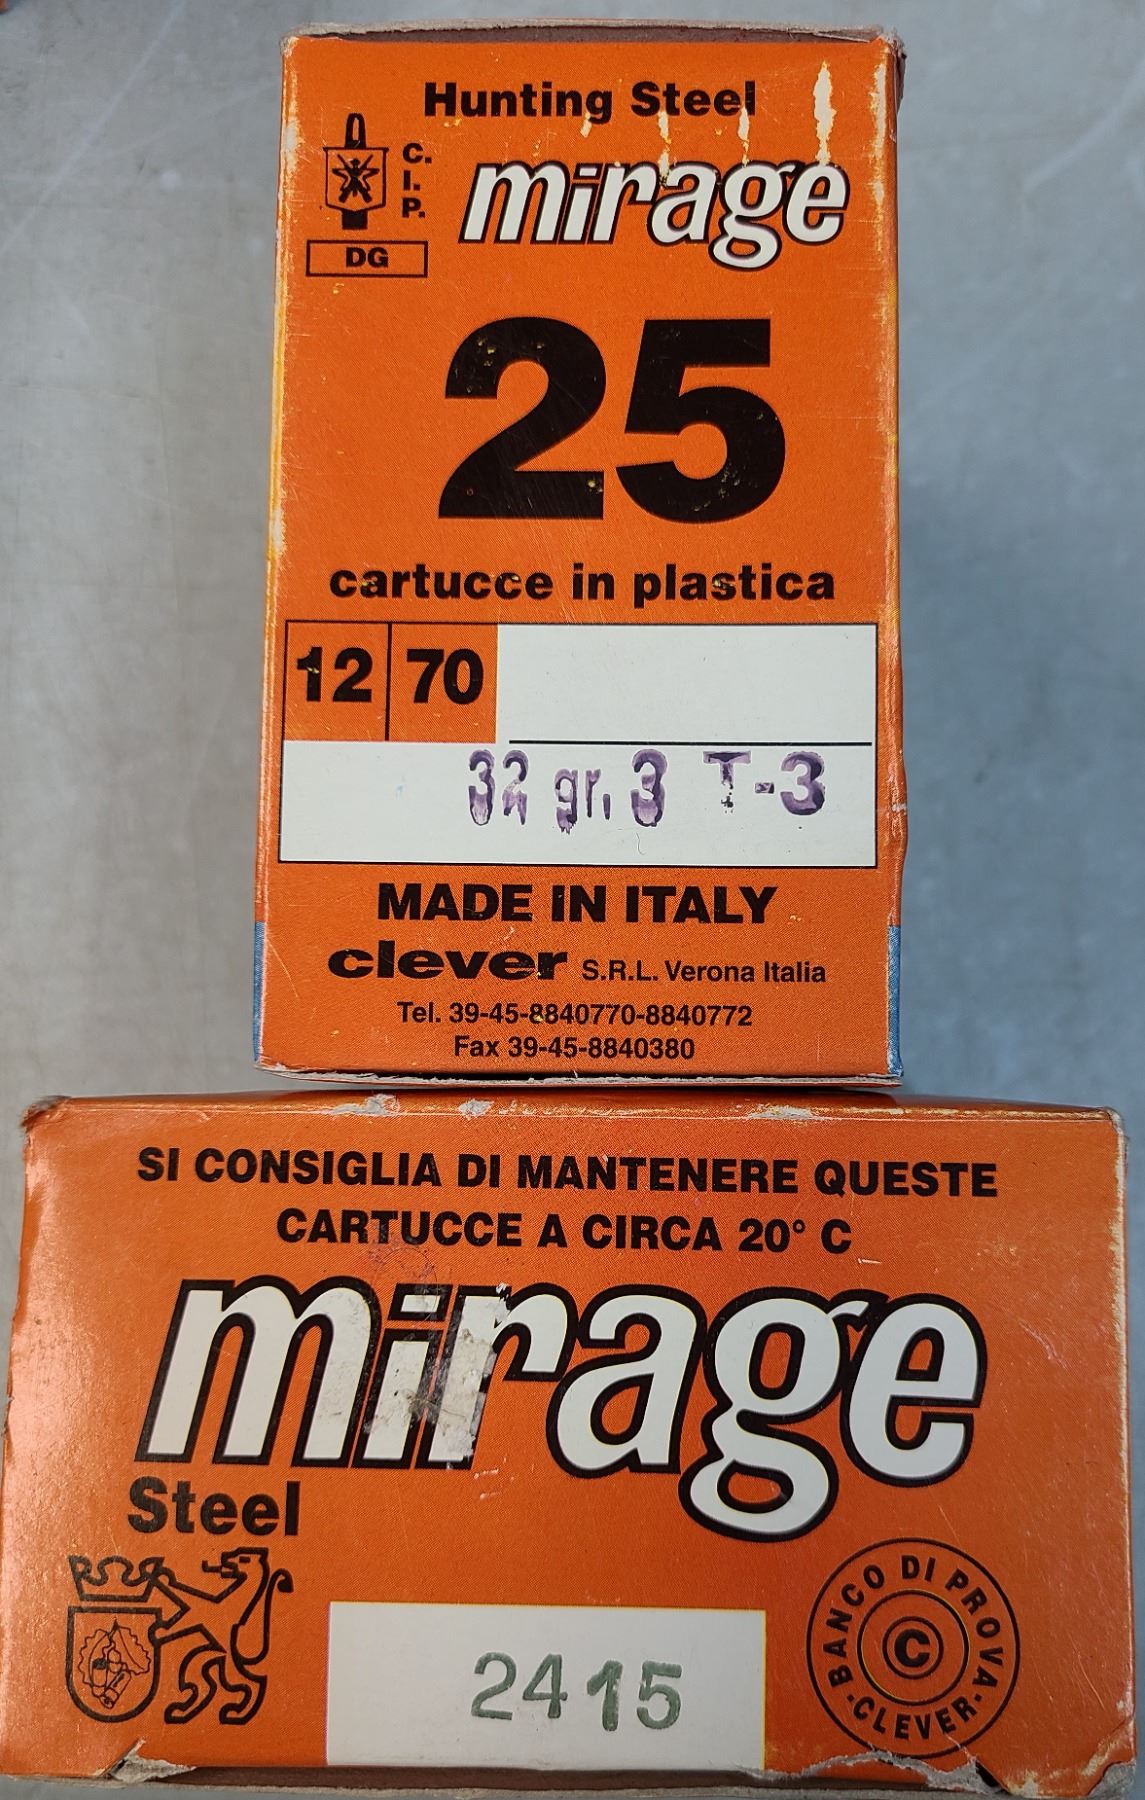 Hunting Steel
C.
I.
P.
mirage
DG
25
cartucce in plastica
12 70
32 gr. 3 T-3
MADE IN ITALY
clever S.R.L. Verona Italia
Tel. 39-45-8840770-8840772
Fax 39-45-8840380
SI CONSIGLIA DI MANTENERE QUESTE
CARTUCCE A CIRCA 20° C
mirage
Steel
2415
BANCO DI PROVA
C
CLEVER